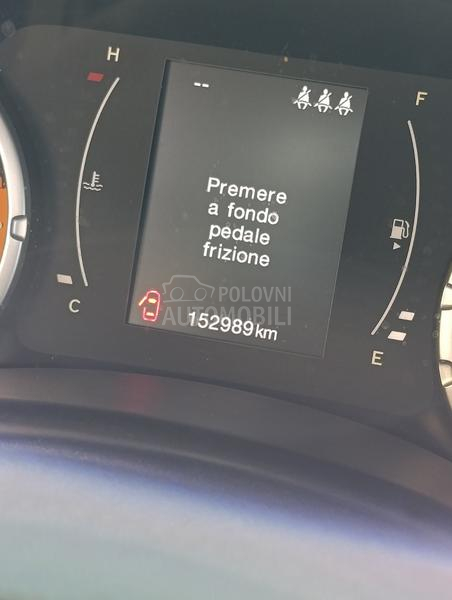 H
F
--
Premere
a fondo
pedale
frizione
POLOVNI
AUTOMOBILI
152989km
C
E